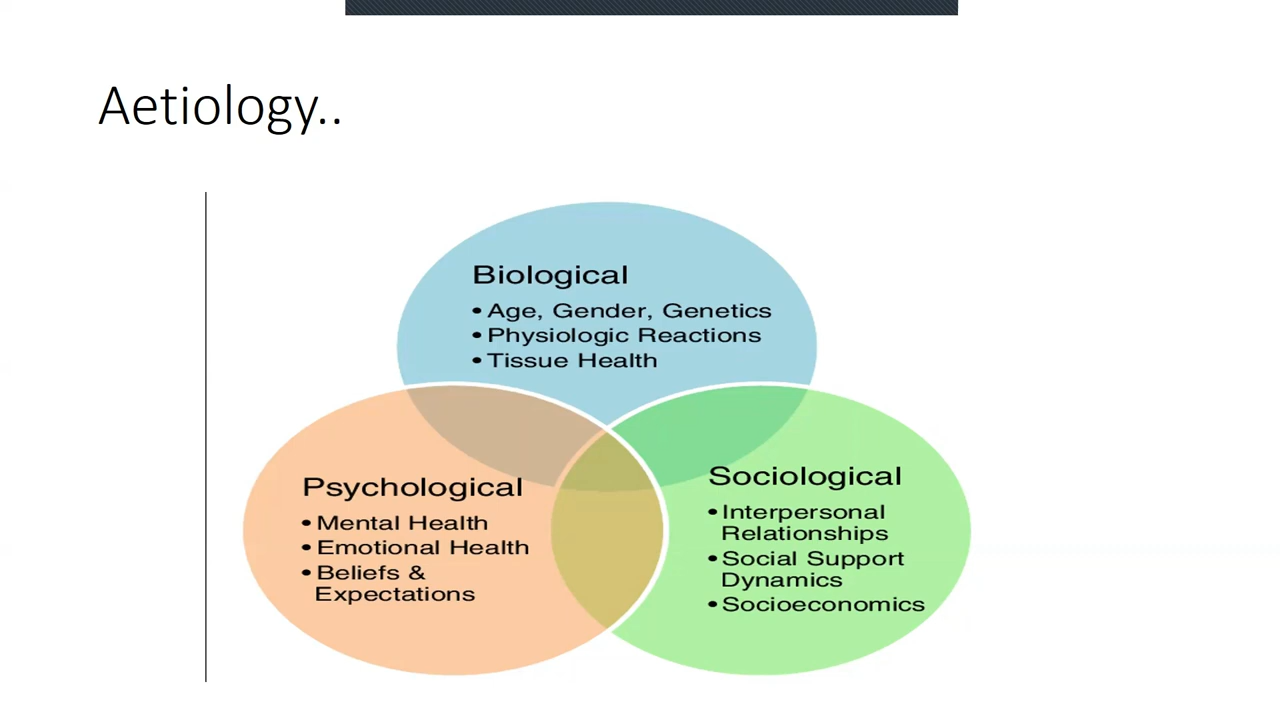 Aetiology..
Biological
•Age, Gender, Genetics
•Physiologic Reactions
•Tissue Health
Psychological
•Mental Health
•Emotional Health
•Beliefs &
Expectations
Sociological
•Interpersonal
Relationships
•Social Support
Dynamics
•Socioeconomics